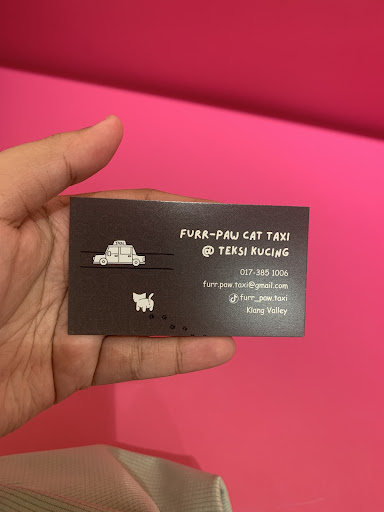 FURR-PAW CAT TAXI
@ TEKSI KUCING
017-385 1006
furr.paw.taxi@gmail.com
furr_paw.taxi
Klang Valley